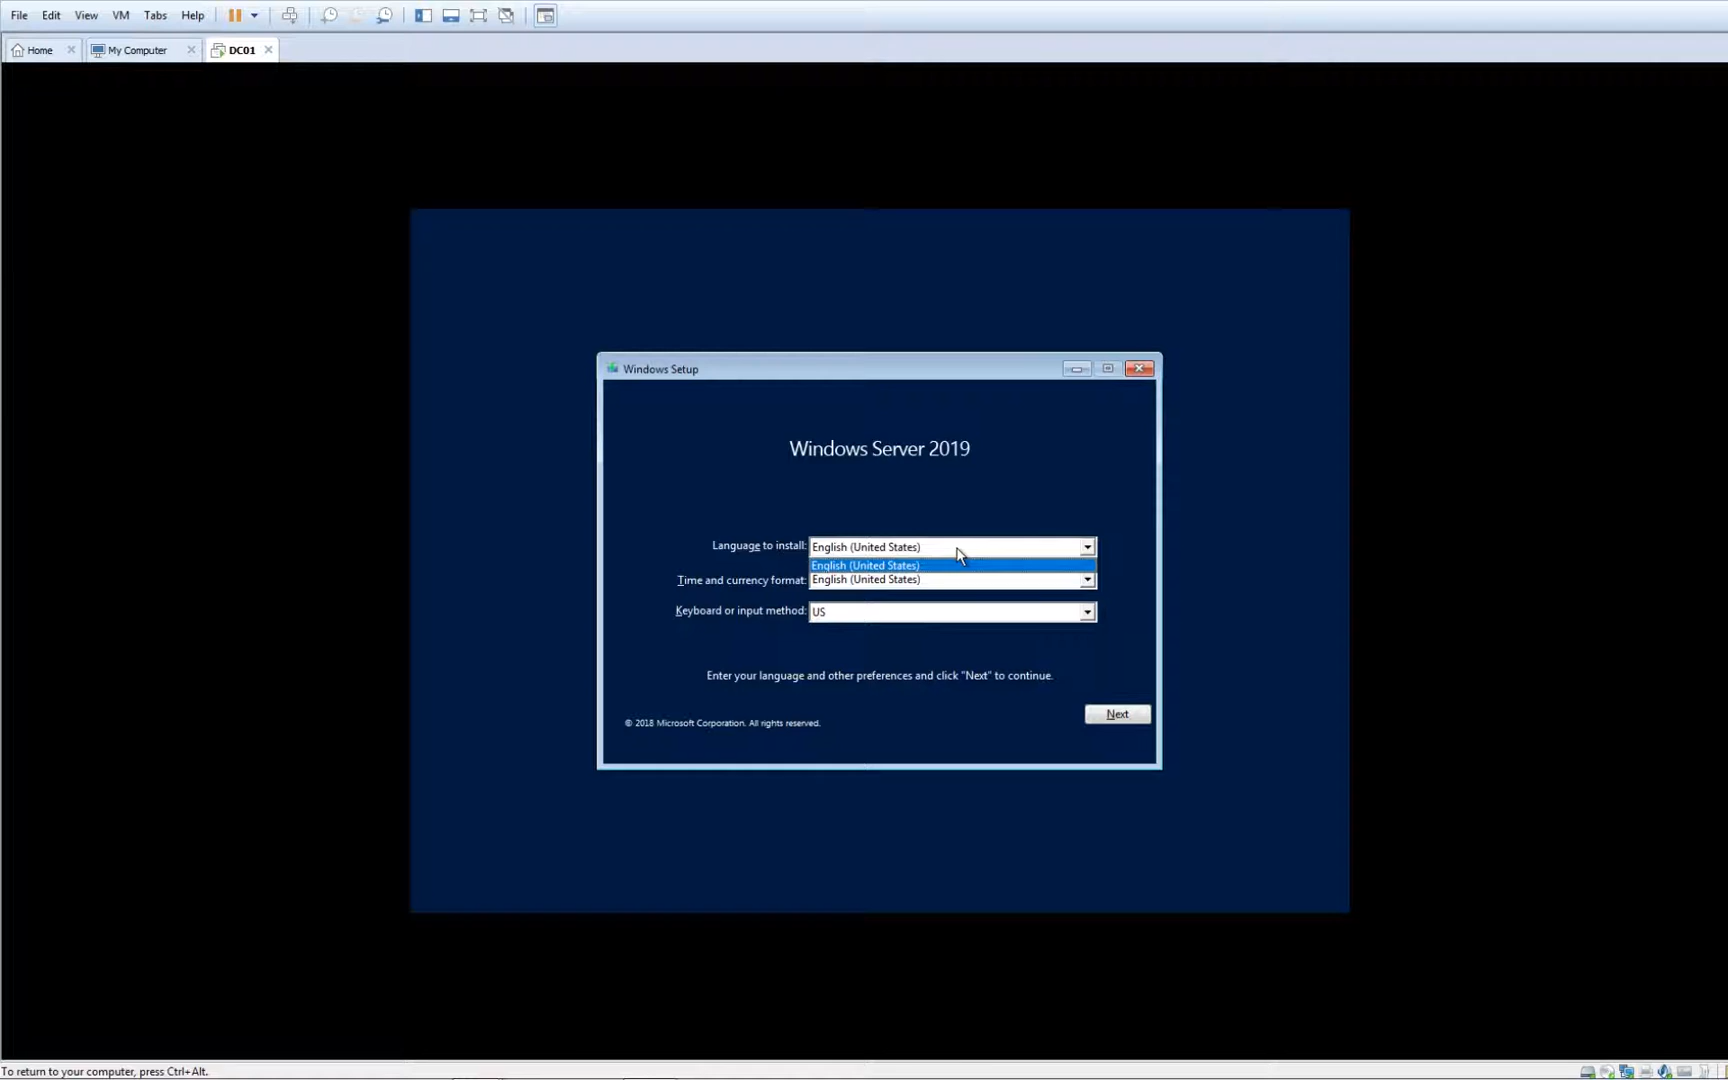 File Edit View VM Tabs Help
Home My Computer DC01
Windows Setup
Windows Server 2019
Language to install: English (United States)
English (United States)
Time and currency format: English (United States)
Keyboard or input method: US
Enter your language and other preferences and click "Next" to continue.
Next
© 2018 Microsoft Corporation. All rights reserved.
To return to your computer, press Ctrl+Alt.